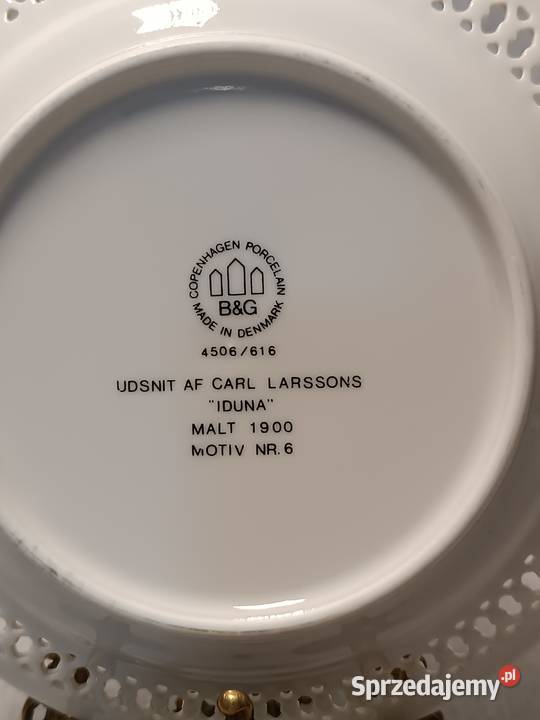 COPENHAGEN PORCELAIN
B&G
MADE IN DENMARK
4506/616
UDSNIT AF CARL LARSSONS
"IDUNA"
MALT 1900
MOTIV NR. 6
Sprzedajemy.pl